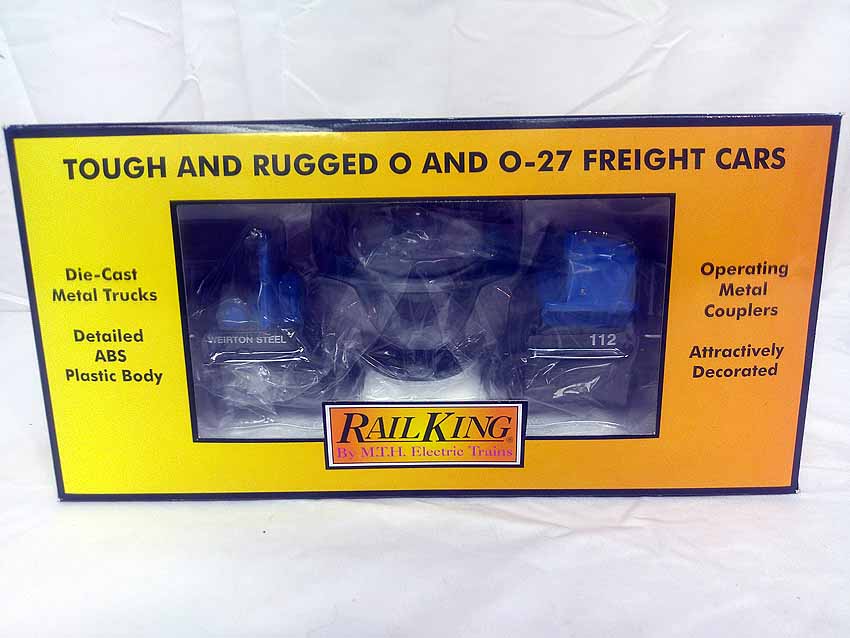 TOUGH AND RUGGED O AND O-27 FREIGHT CARS
Die-Cast
Metal Trucks
Detailed
ABS
Plastic Body
WEIRTON STEEL
112
Operating
Metal
Couplers
Attractively
Decorated
RAILKING®
By M.T.H. Electric Trains